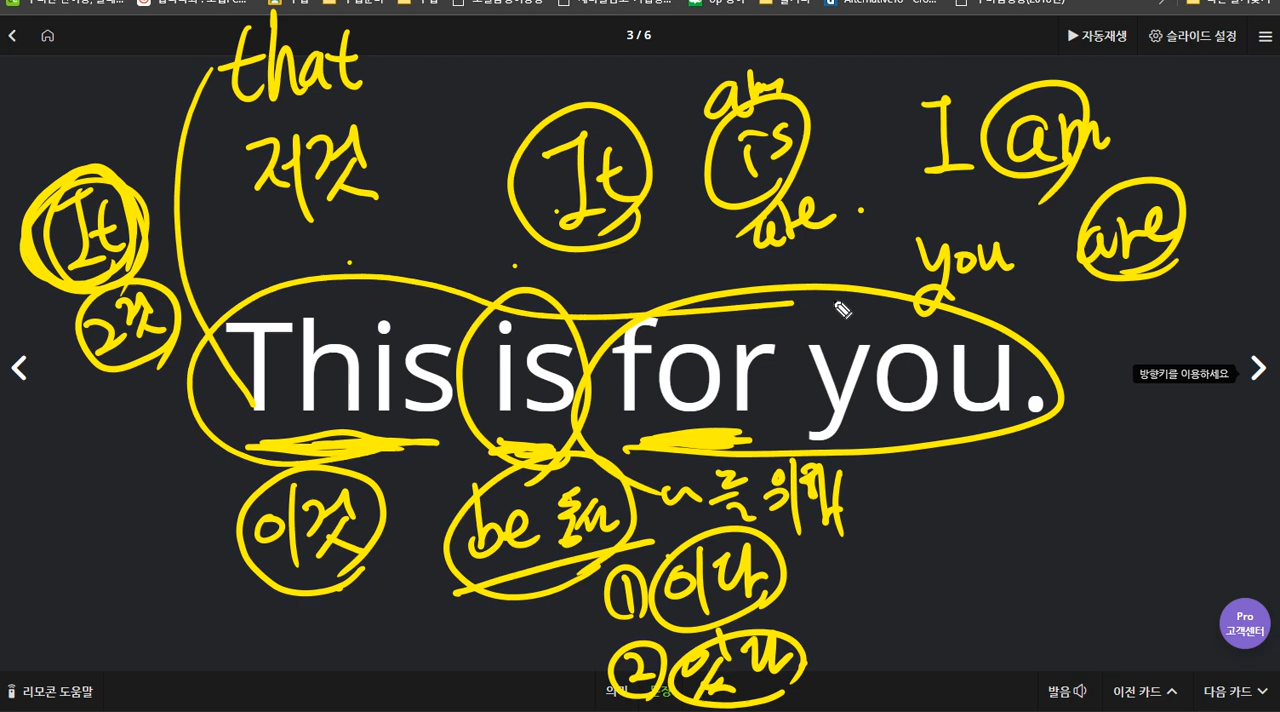 3 / 6
▶ 자동재생
슬라이드 설정
that
저것
It
is
am
are
I am
you
are
It
그것
This is for you.
방향키를 이용하세요
이것
be 동사
~를 위한
① 이다
② 있다
Pro
고객센터
리모콘 도움말
발음
이전 카드
다음 카드